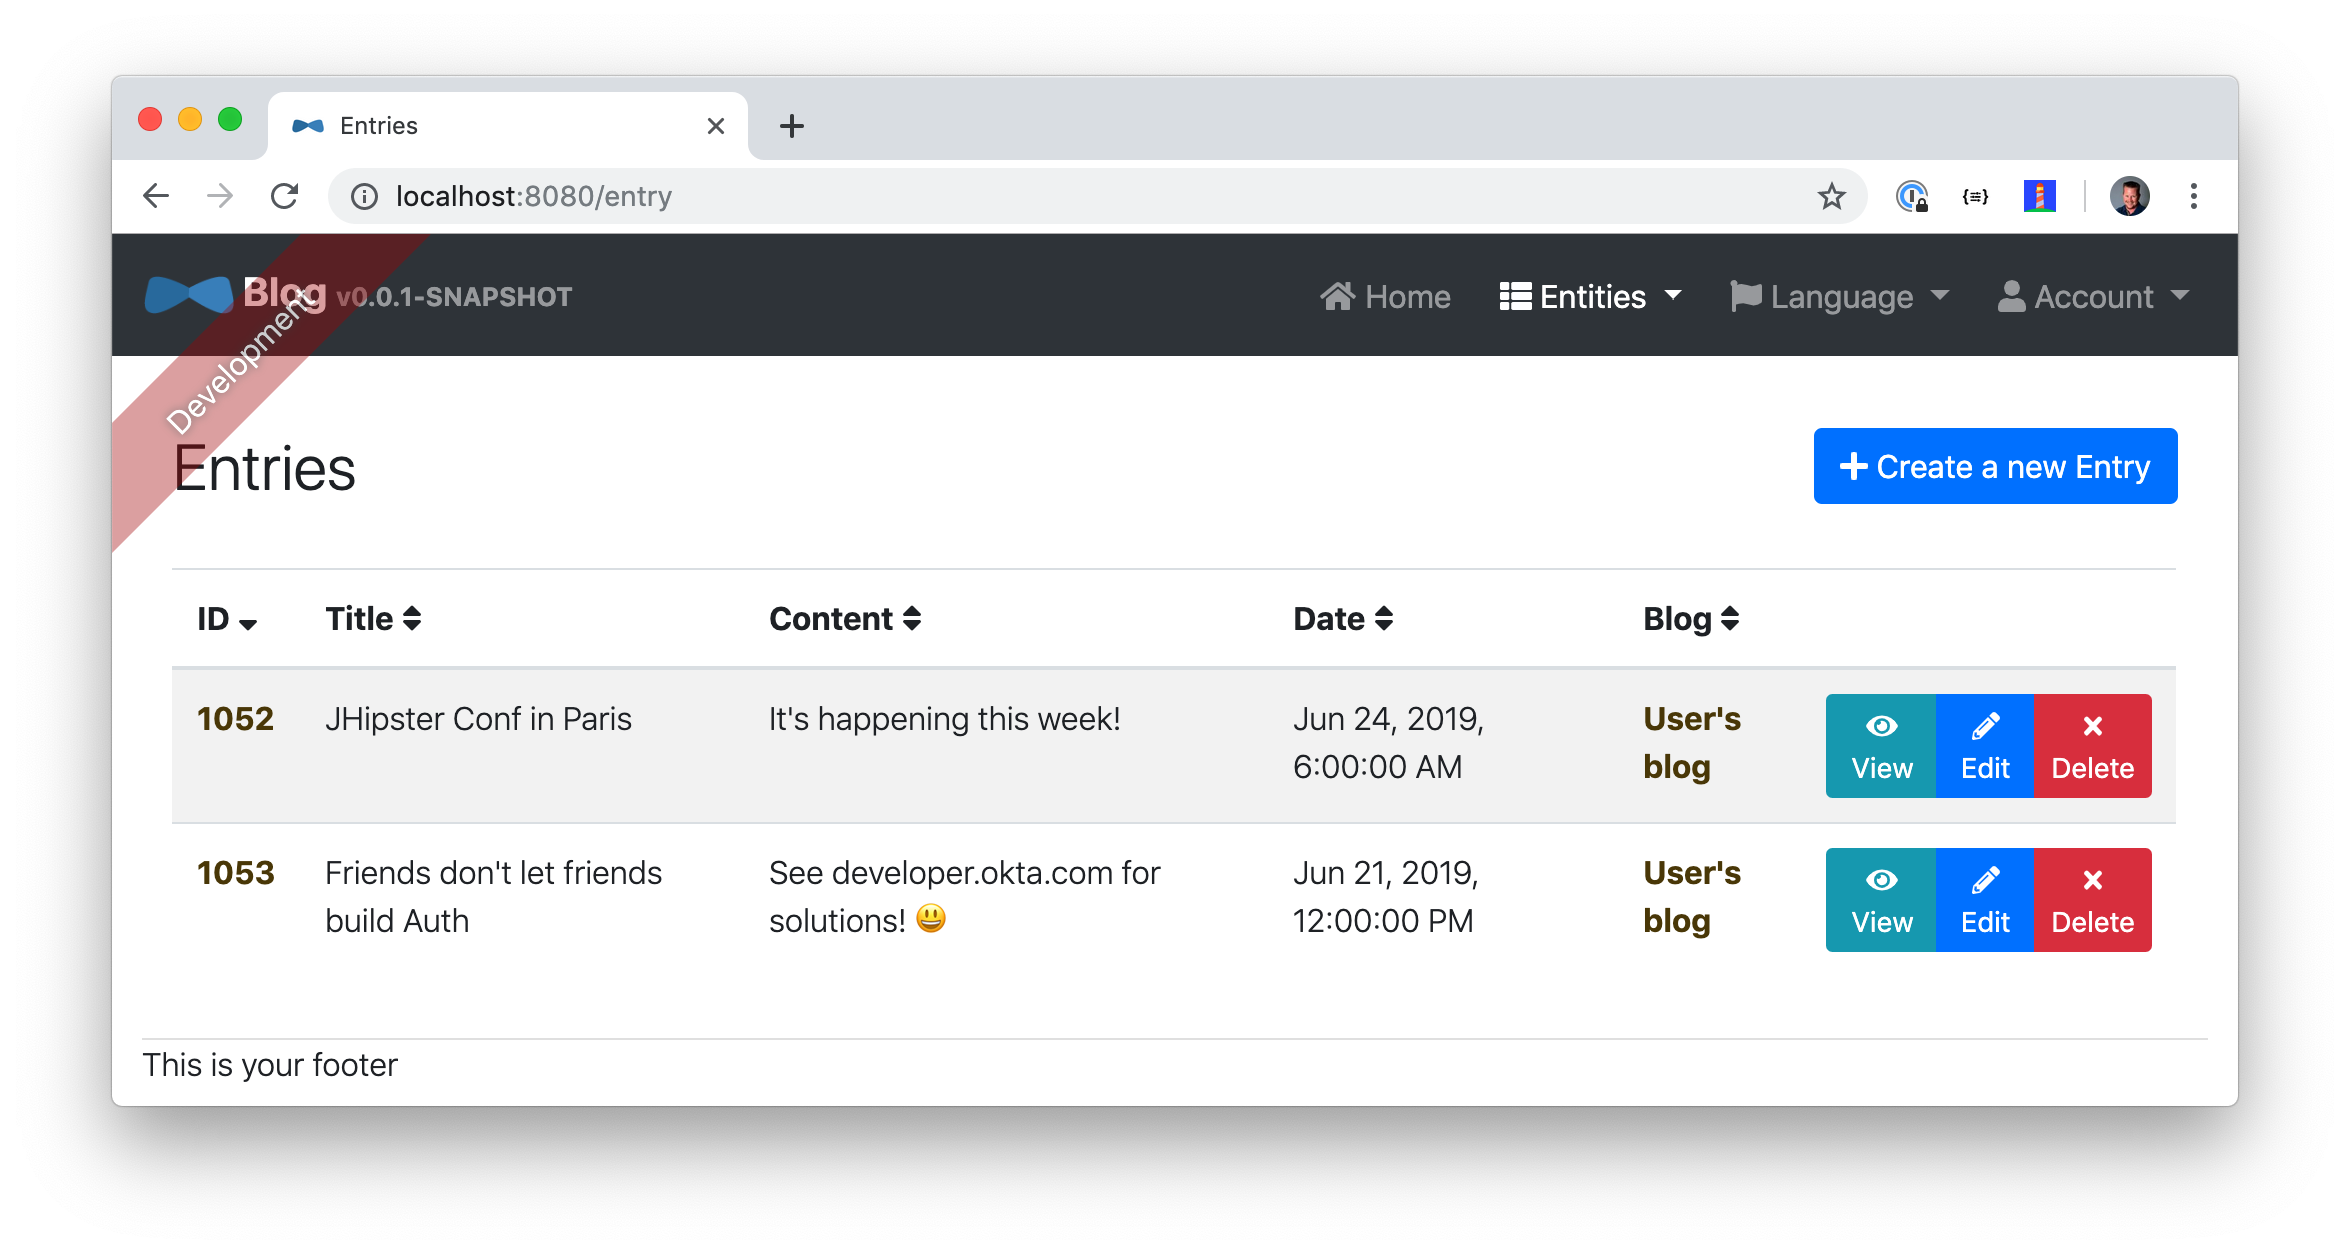 Entries
localhost:8080/entry
Blog v0.0.1-SNAPSHOT
Home
Entities
Language
Account
Development
Entries
Create a new Entry
ID Title Content Date Blog
1052 JHipster Conf in Paris It's happening this week! Jun 24, 2019, User's
6:00:00 AM blog
View Edit Delete
1053 Friends don't let friends See developer.okta.com for Jun 21, 2019, User's
build Auth solutions! 😃 12:00:00 PM blog
View Edit Delete
This is your footer